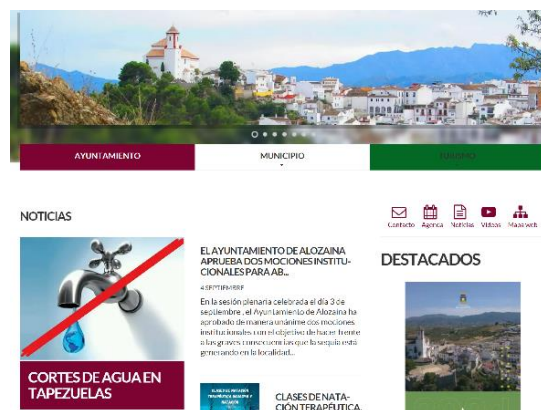 AYUNTAMIENTO
MUNICIPIO
TURISMO
NOTICIAS
Contacto Agenda Noticias Vídeos Mapa web
EL AYUNTAMIENTO DE ALOZAINA
APRUEBA DOS MOCIONES INSTITU-
CIONALES PARA AB...
4 SEPTIEMBRE
En la sesión plenaria celebrada el día 3 de
septiembre, el Ayuntamiento de Alozaina ha
aprobado de manera unánime dos mociones
institucionales con el objetivo de hacer frente
a las graves consecuencias que la sequía está
generando en la localidad...
DESTACADOS
CORTES DE AGUA EN
TAPEZUELAS
CLASES DE NATA-
CIÓN TERAPÉUTICA,